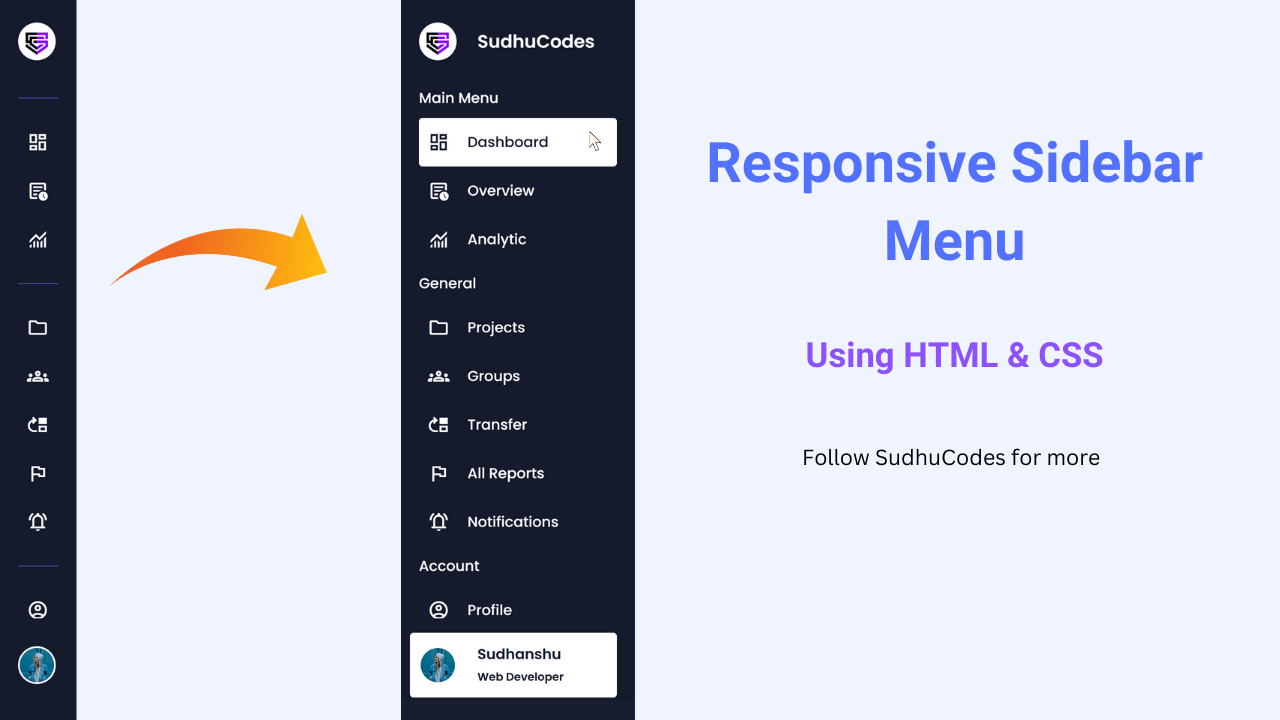 SudhuCodes
Main Menu
Dashboard
Overview
Analytic
General
Projects
Groups
Transfer
All Reports
Notifications
Account
Profile
Sudhanshu
Web Developer
Responsive Sidebar
Menu
Using HTML & CSS
Follow SudhuCodes for more